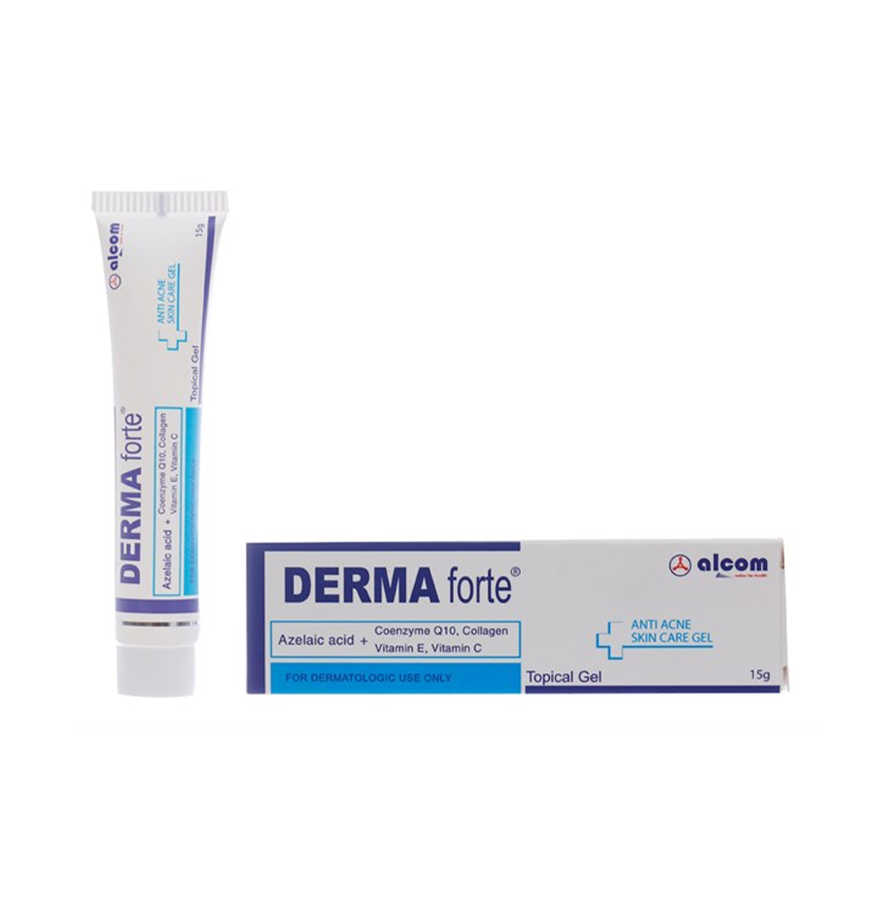 alcom
15g
ANTI ACNE
SKIN CARE GEL
Topical Gel
DERMA forte®
Azelaic acid + Coenzyme Q10, Collagen
Vitamin E, Vitamin C
DERMA forte®
Azelaic acid + Coenzyme Q10, Collagen
Vitamin E, Vitamin C
FOR DERMATOLOGIC USE ONLY
alcom
ANTI ACNE
SKIN CARE GEL
Topical Gel
15g